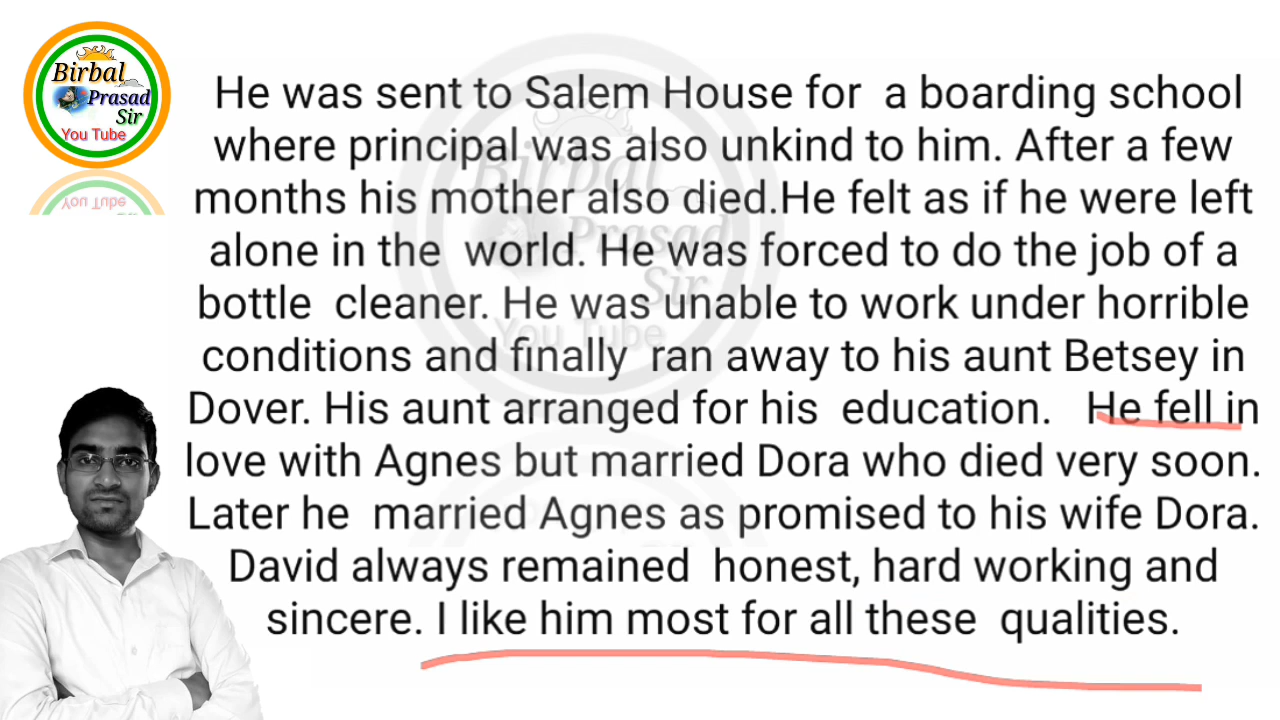 Birbal
Prasad
Sir
You Tube
He was sent to Salem House for  a boarding school
where principal was also unkind to him. After a few
months his mother also died.He felt as if he were left
alone in the  world. He was forced to do the job of a
bottle  cleaner. He was unable to work under horrible
conditions and finally  ran away to his aunt Betsey in
Dover. His aunt arranged for his  education.   He fell in
love with Agnes but married Dora who died very soon.
Later he  married Agnes as promised to his wife Dora.
David always remained  honest, hard working and
sincere. I like him most for all these  qualities.
Birbal
Prasad
Sir
You Tube